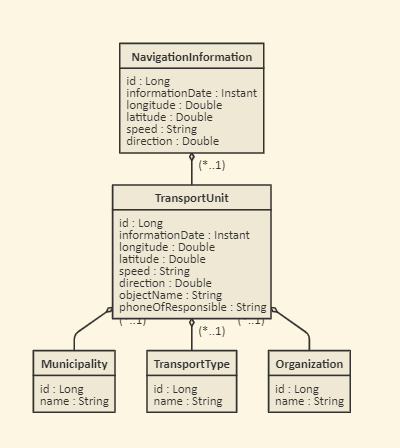 NavigationInformation
id : Long
informationDate : Instant
longitude : Double
latitude : Double
speed : String
direction : Double
(*..1)
TransportUnit
id : Long
informationDate : Instant
longitude : Double
latitude : Double
speed : String
direction : Double
objectName : String
phoneOfResponsible : String
(*..1)
Municipality
id : Long
name : String
TransportType
id : Long
name : String
Organization
id : Long
name : String